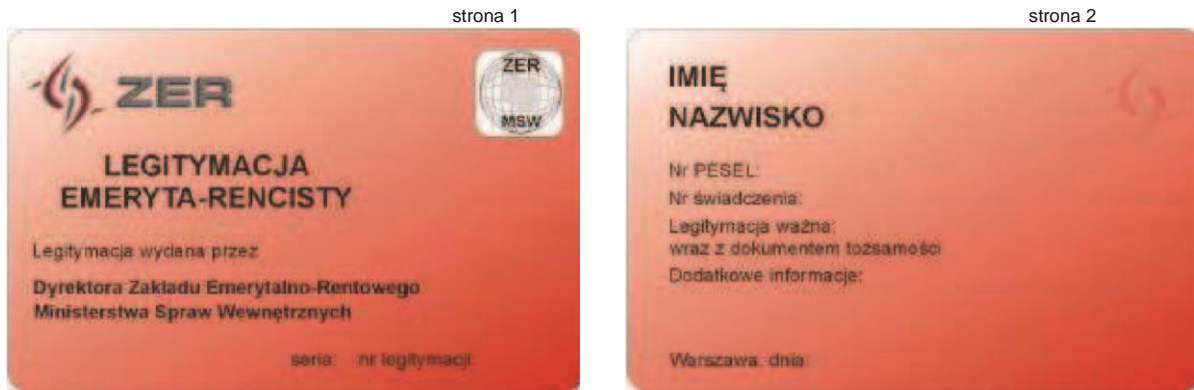 strona 1
ZER
ZER
MSW
LEGITYMACJA
EMERYTA-RENCISTY
Legitymacja wydana przez
Dyrektora Zakładu Emerytalno-Rentowego
Ministerstwa Spraw Wewnętrznych
seria: nr legitymacji:
strona 2
IMIĘ
NAZWISKO
Nr PESEL:
Nr świadczenia:
Legitymacja ważna:
wraz z dokumentem tożsamości
Dodatkowe informacje:
Warszawa, dnia: